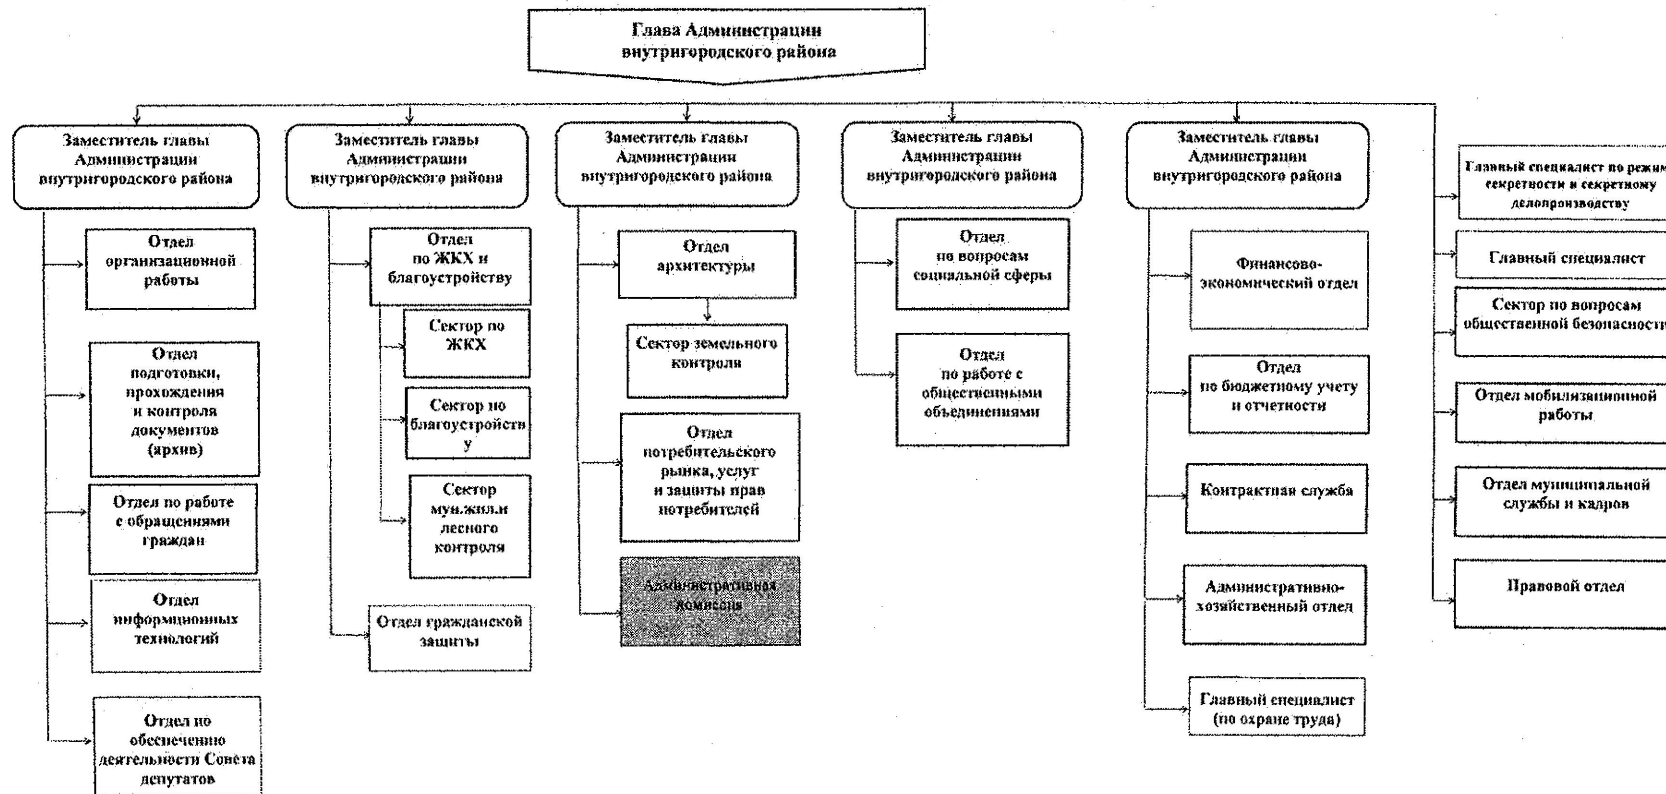 Глава Администрации
внутригородского района
Заместитель главы
Администрации
внутригородского района
Отдел
организационной
работы
Отдел
подготовки,
прохождения
и контроля
документов
(архив)
Отдел по работе
с обращениями
граждан
Отдел
информционных
технологий
Отдел по
обеспечению
деятельности Совета
депутатов
Заместитель главы
Администрации
внутригородского района
Отдел
по ЖКХ и
благоустройству
Сектор по
ЖКХ
Сектор по
благоустройств
у
Сектор
мун.жил.и
лесного
контроля
Отдел гражданской
защиты
Заместитель главы
Администрации
внутригородского района
Отдел
архитектуры
Сектор земельного
контроля
Отдел
потребительского
рынка, услуг
и защиты прав
потребителей
Административная
комиссия
Заместитель главы
Администрации
внутригородского района
Отдел
по вопросам
социальной сферы
Отдел
по работе с
общественными
объединениями
Заместитель главы
Администрации
внутригородского района
Финансово-
экономический отдел
Отдел
по бюджетному учету
и отчетности
Контрактная служба
Административно-
хозяйственный отдел
Главный специалист
(по охране труда)
Главный специалист по режим
секретности и секретному
делопроизводству
Главный специалист
Сектор по вопросам
общественной безопасности
Отдел мобилизационной
работы
Отдел муниципальной
службы и кадров
Правовой отдел